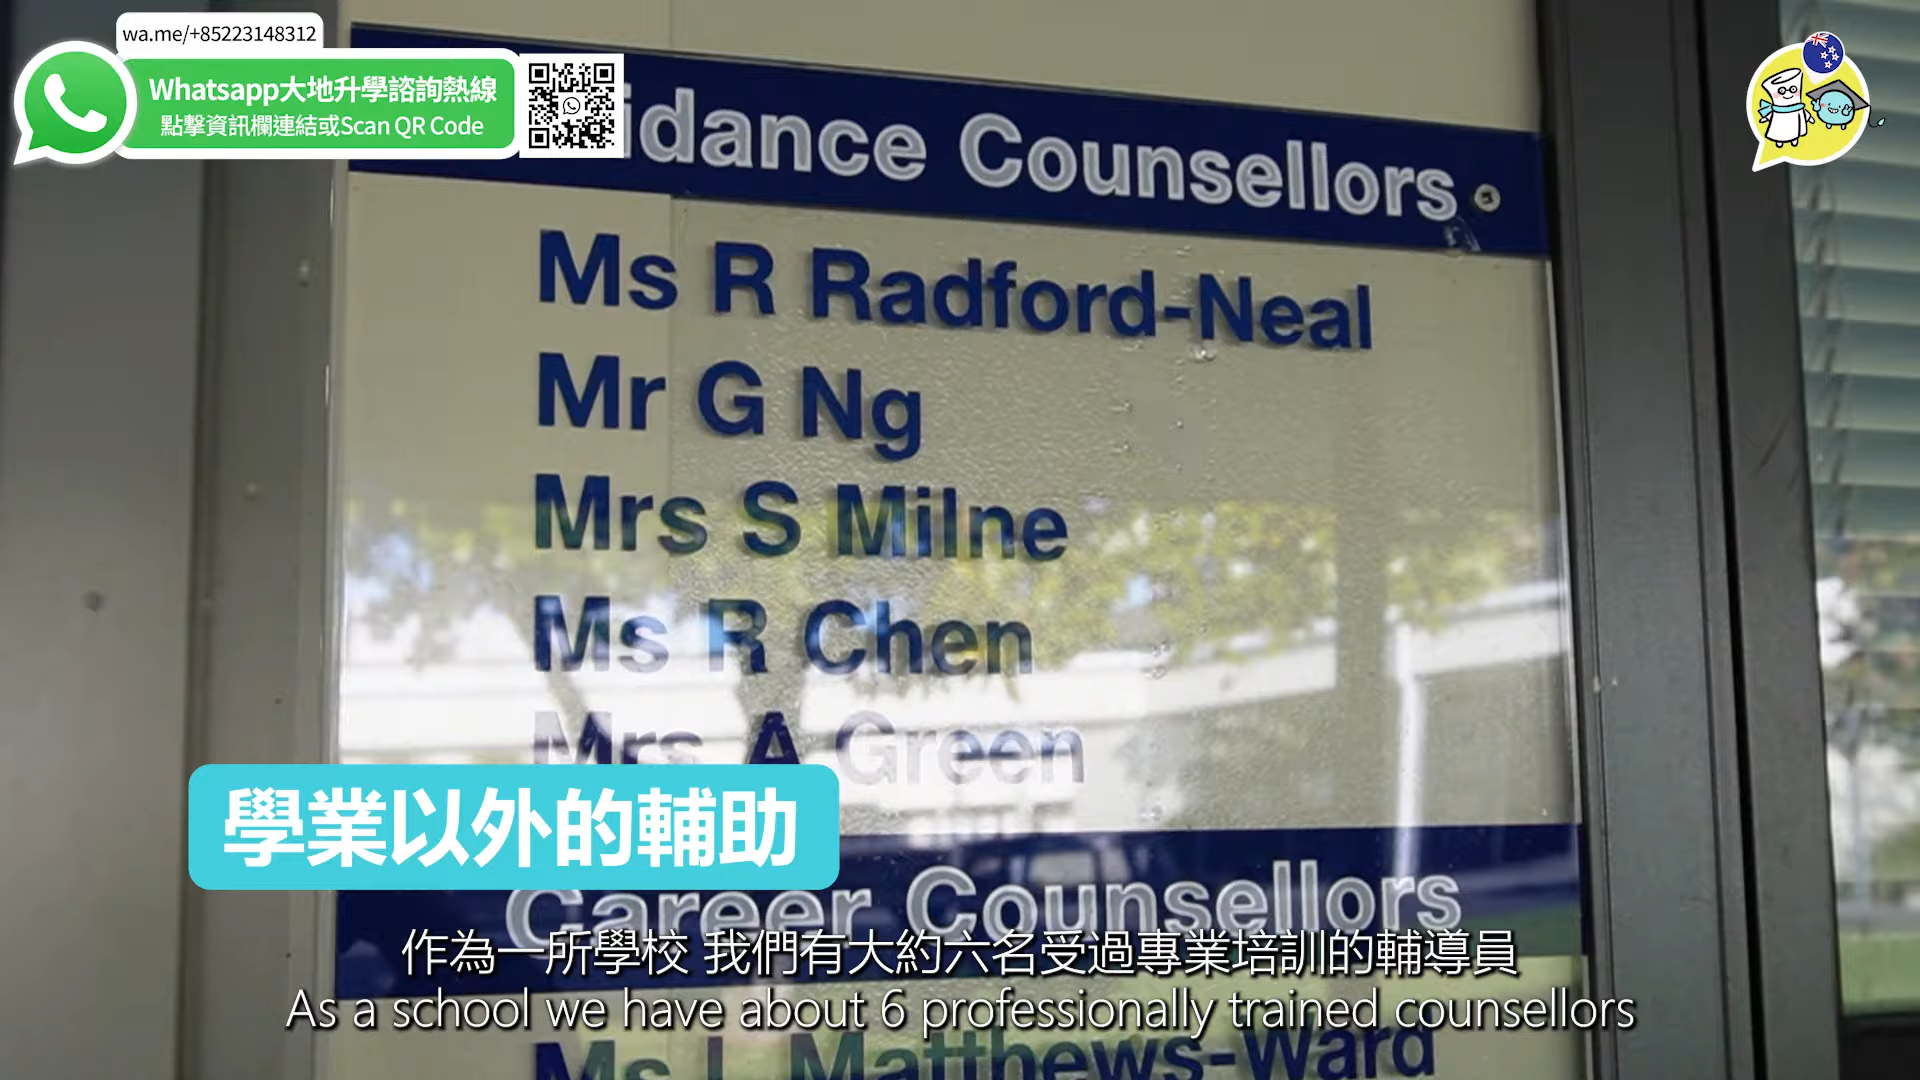 wa.me/+85223148312
Whatsapp大地升學諮詢熱線
點擊資訊欄連結或Scan QR Code
idance Counsellors
Ms R Radford-Neal
Mr G Ng
Mrs S Milne
Ms R Chen
Mrs A Green
學業以外的輔助
Career Counsellors
作為一所學校 我們有大約六名受過專業培訓的輔導員
As a school we have about 6 professionally trained counsellors
Ms L Matthews-Ward